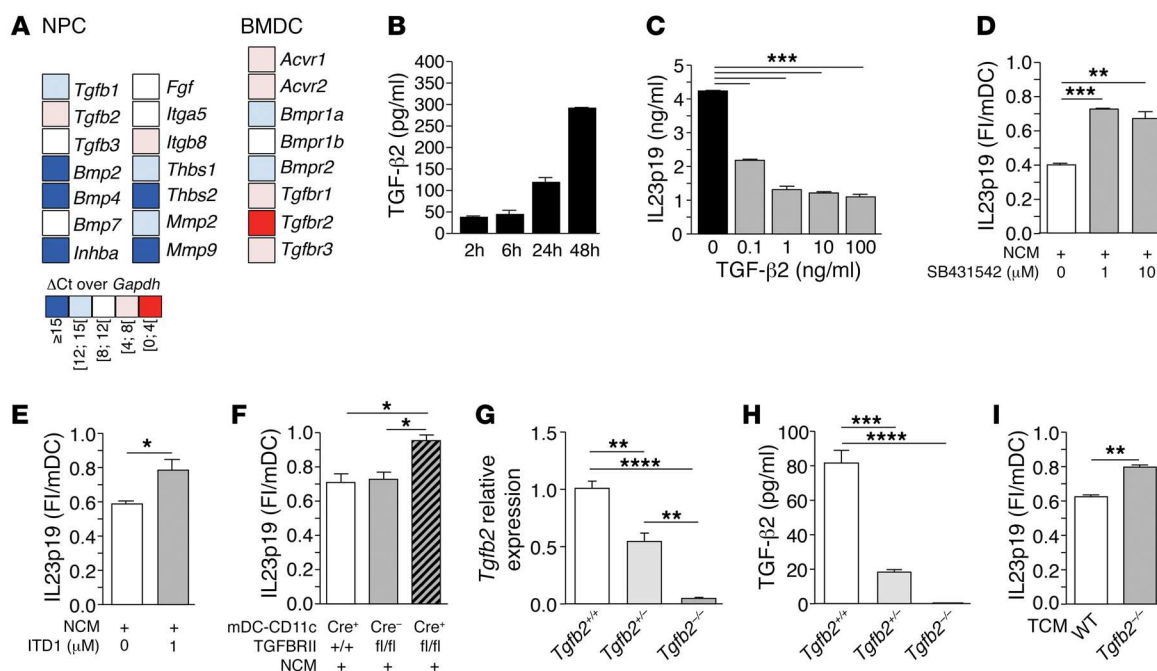 A
NPC
BMDC
Tgfb1
Tgfb2
Tgfb3
Bmp2
Bmp4
Bmp7
Inhba
Fgf
Itga5
Itgb8
Thbs1
Thbs2
Mmp2
Mmp9
Acvr1
Acvr2
Bmpr1a
Bmpr1b
Bmpr2
Tgfbr1
Tgfbr2
Tgfbr3
ΔCt over Gapdh
≥15
[12; 15[
[8; 12[
[4; 8[
[0; 4[
B
TGF-β2 (pg/ml)
400
350
300
250
200
150
100
50
0
2h 6h 24h 48h
C
IL23p19 (ng/ml)
5
4
3
2
1
0
***
0 0.1 1 10 100
TGF-β2 (ng/ml)
D
IL23p19 (FI/mDC)
1.0
0.8
0.6
0.4
0.2
0.0
**
***
NCM + + +
SB431542 (μM) 0 1 10
E
IL23p19 (FI/mDC)
1.0
0.8
0.6
0.4
0.2
0.0
*
NCM + +
ITD1 (μM) 0 1
F
IL23p19 (FI/mDC)
1.0
0.8
0.6
0.4
0.2
0.0
*
*
mDC-CD11c Cre⁺ Cre⁻ Cre⁺
TGFBRII +/+ fl/fl fl/fl
NCM + + +
G
Tgfb2 relative
expression
1.5
1.0
0.5
0.0
**
****
**
Tgfb2⁺/⁺ Tgfb2⁺/⁻ Tgfb2⁻/⁻
H
TGF-β2 (pg/ml)
100
80
60
40
20
0
***
****
Tgfb2⁺/⁺ Tgfb2⁺/⁻ Tgfb2⁻/⁻
I
IL23p19 (FI/mDC)
1.0
0.8
0.6
0.4
0.2
0.0
**
TCM WT Tgfb2⁻/⁻